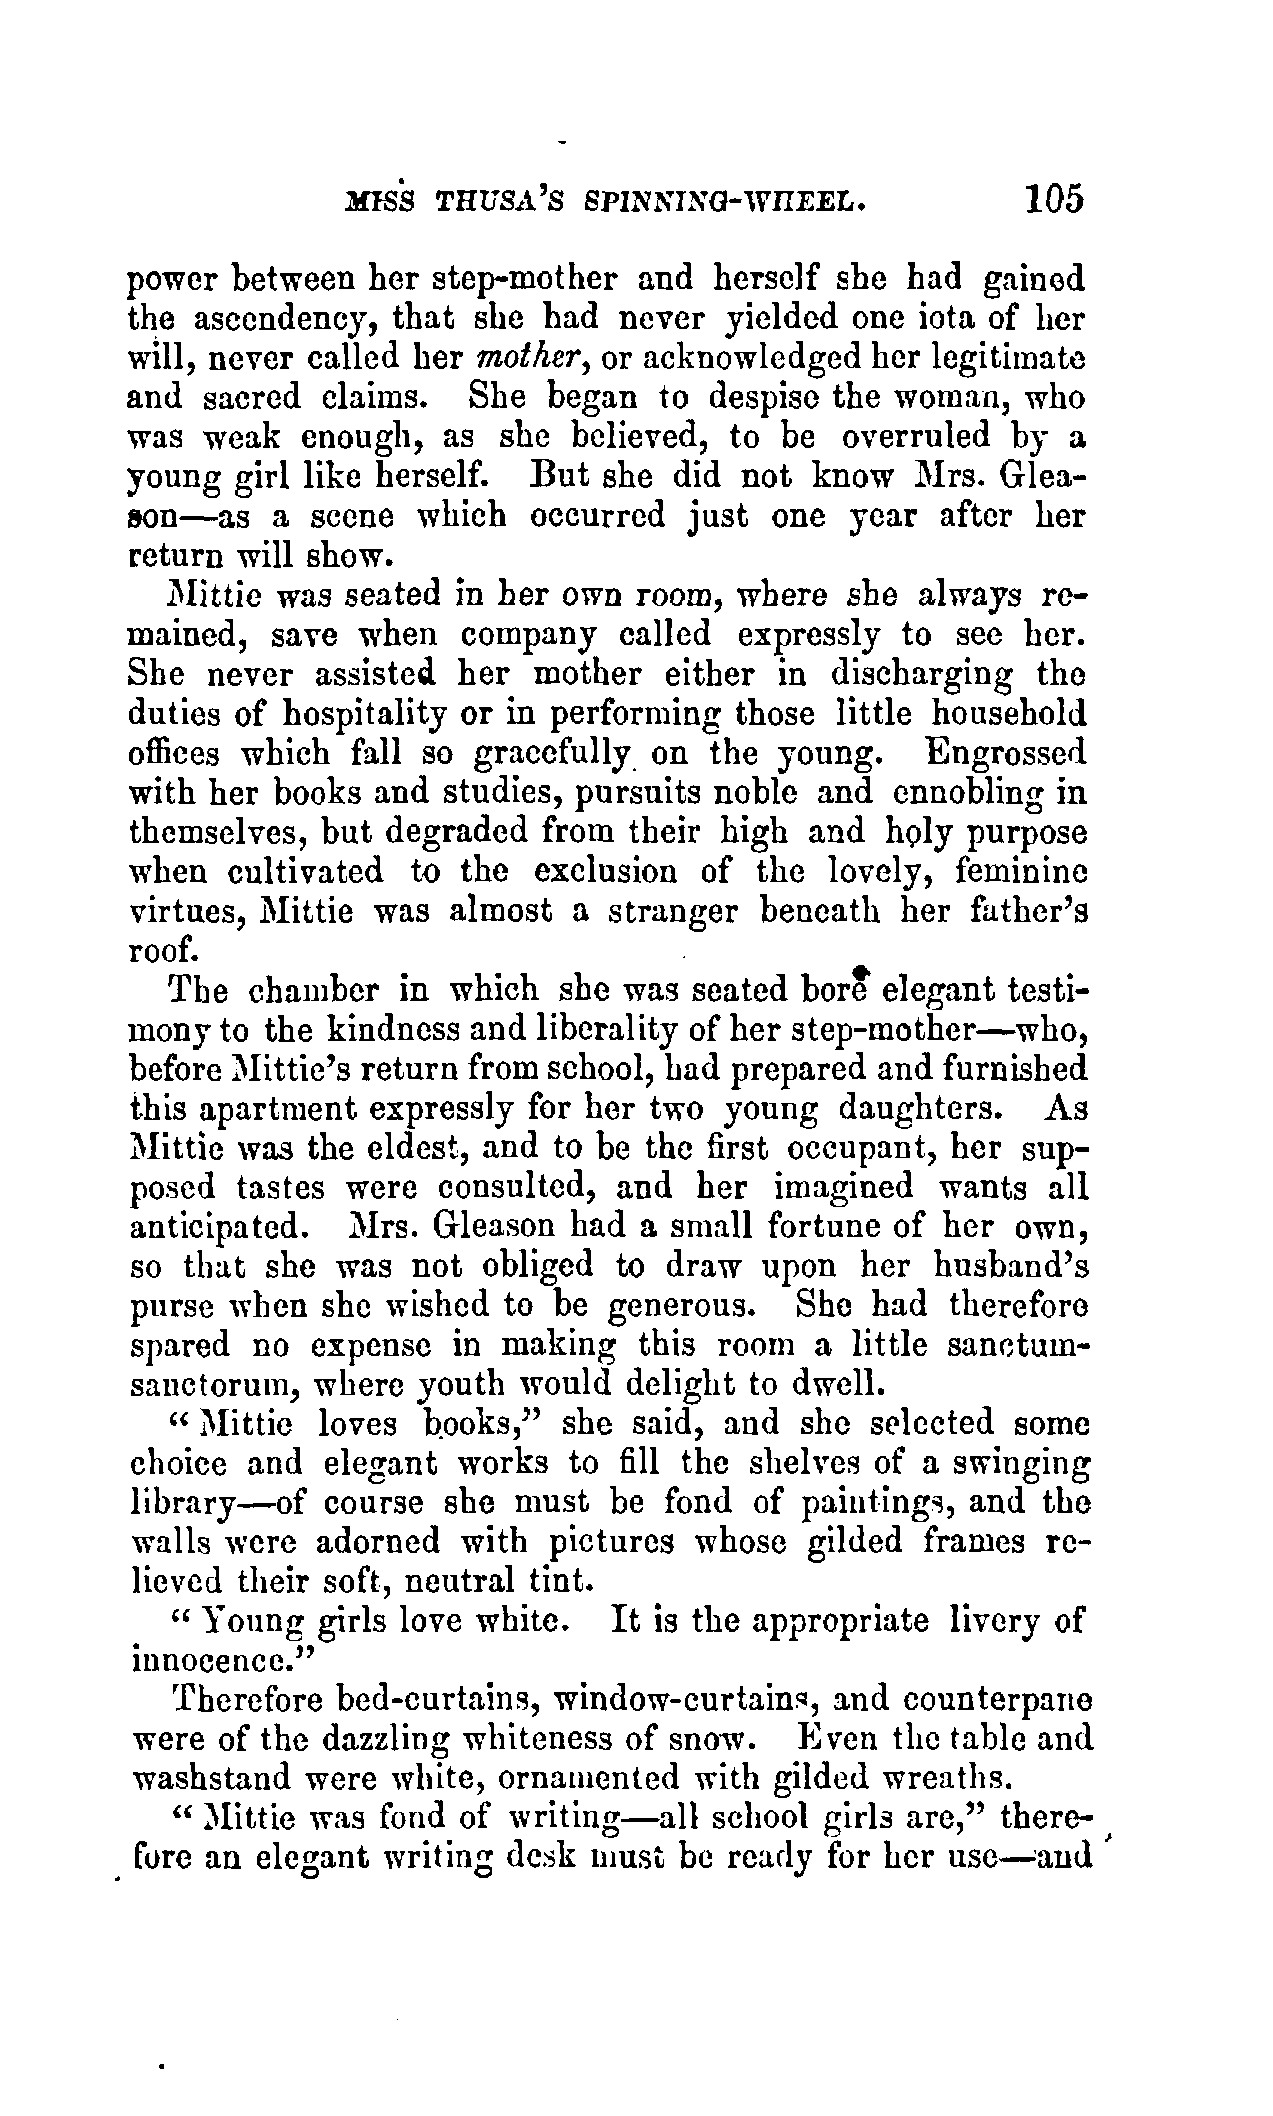 MISS THUSA'S SPINNING-WHEEL. 105
power between her step-mother and herself she had gained
the ascendency, that she had never yielded one iota of her
will, never called her mother, or acknowledged her legitimate
and sacred claims. She began to despise the woman, who
was weak enough, as she believed, to be overruled by a
young girl like herself. But she did not know Mrs. Glea-
son—as a scene which occurred just one year after her
return will show.
Mittie was seated in her own room, where she always re-
mained, save when company called expressly to see her.
She never assisted her mother either in discharging the
duties of hospitality or in performing those little household
offices which fall so gracefully on the young. Engrossed
with her books and studies, pursuits noble and ennobling in
themselves, but degraded from their high and holy purpose
when cultivated to the exclusion of the lovely, feminine
virtues, Mittie was almost a stranger beneath her father's
roof.
The chamber in which she was seated bore elegant testi-
mony to the kindness and liberality of her step-mother—who,
before Mittie's return from school, had prepared and furnished
this apartment expressly for her two young daughters. As
Mittie was the eldest, and to be the first occupant, her sup-
posed tastes were consulted, and her imagined wants all
anticipated. Mrs. Gleason had a small fortune of her own,
so that she was not obliged to draw upon her husband's
purse when she wished to be generous. She had therefore
spared no expense in making this room a little sanctum-
sanctorum, where youth would delight to dwell.
"Mittie loves books," she said, and she selected some
choice and elegant works to fill the shelves of a swinging
library—of course she must be fond of paintings, and the
walls were adorned with pictures whose gilded frames re-
lieved their soft, neutral tint.
"Young girls love white. It is the appropriate livery of
innocence."
Therefore bed-curtains, window-curtains, and counterpane
were of the dazzling whiteness of snow. Even the table and
washstand were white, ornamented with gilded wreaths.
"Mittie was fond of writing—all school girls are," there-
fore an elegant writing desk must be ready for her use—and